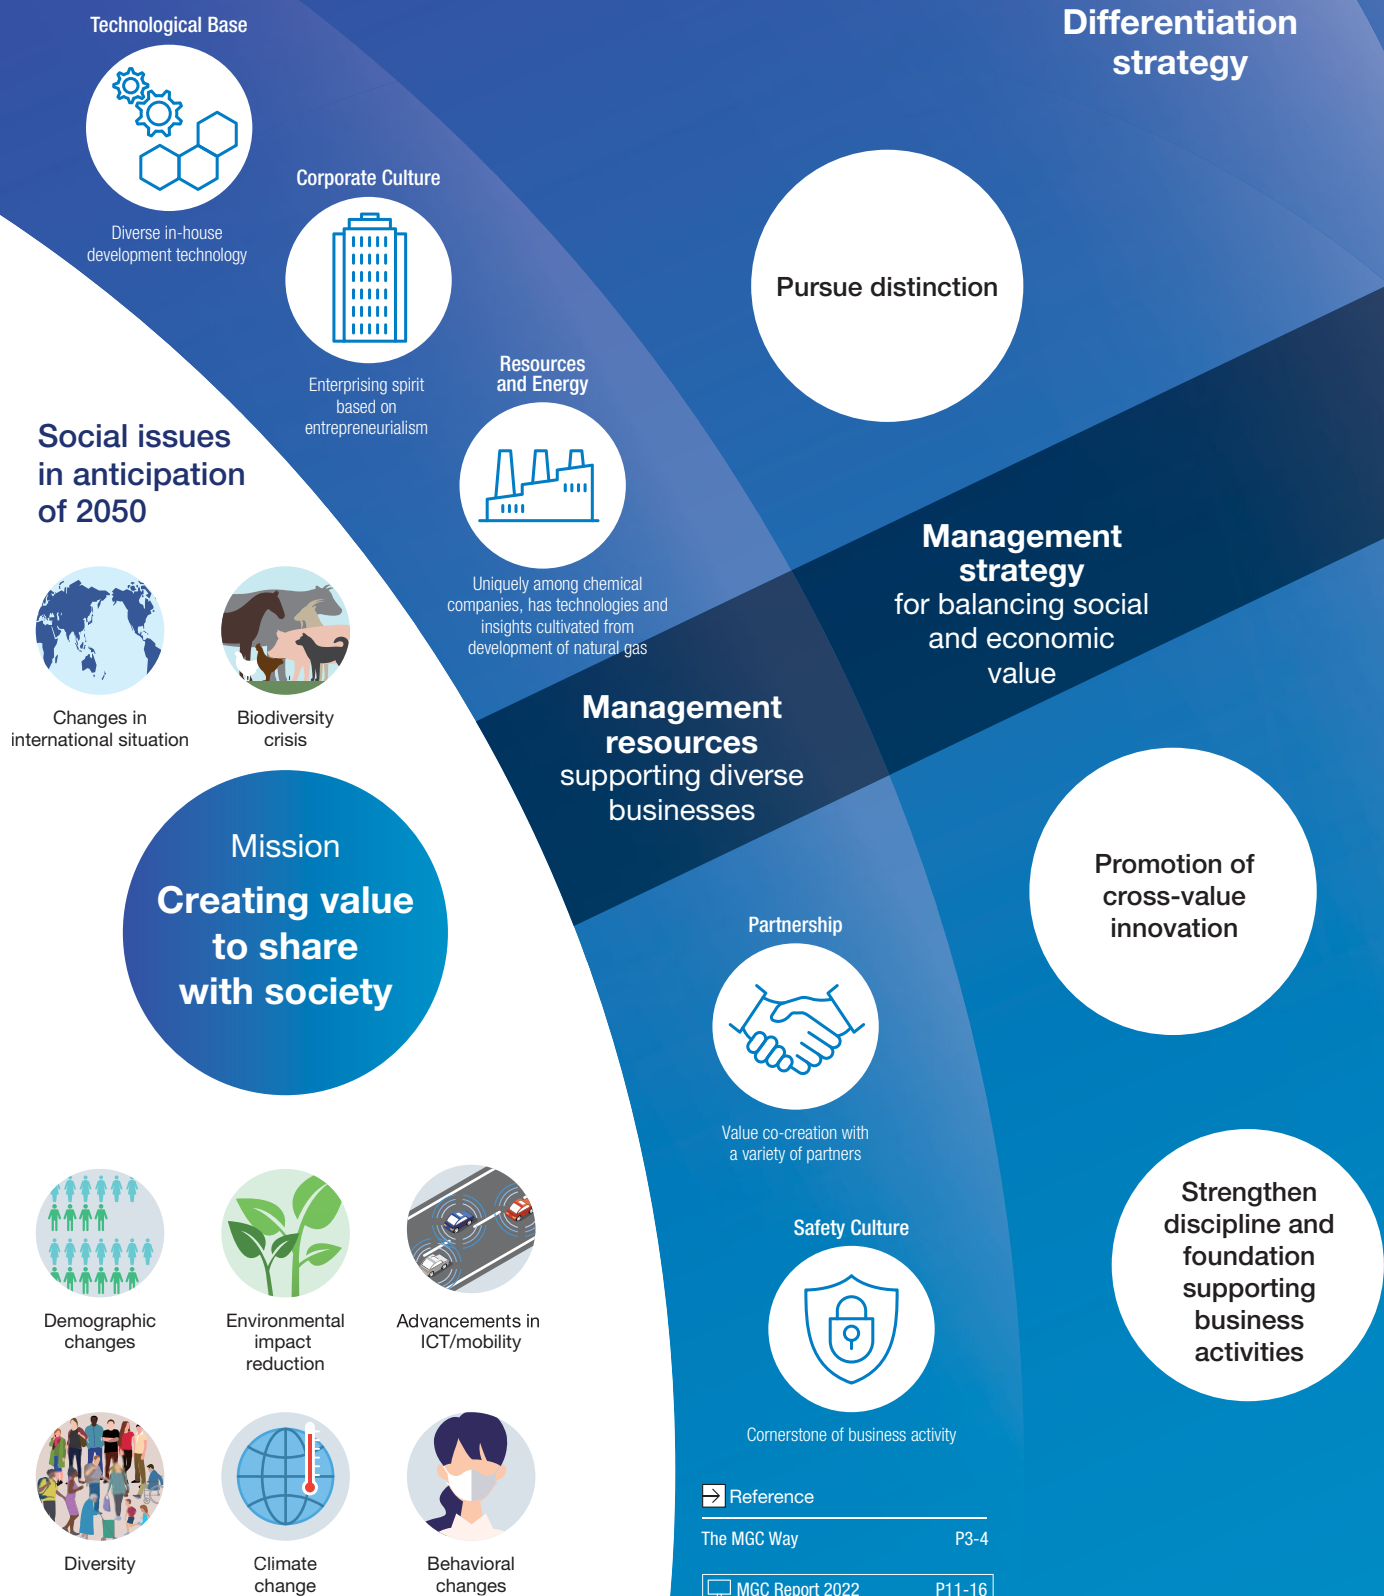 Technological Base
Diverse in-house
development technology
Corporate Culture
Enterprising spirit
based on
entrepreneurialism
Resources
and Energy
Uniquely among chemical
companies, has technologies and
insights cultivated from
development of natural gas
Differentiation
strategy
Pursue distinction
Social issues
in anticipation
of 2050
Changes in
international situation
Biodiversity
crisis
Mission
Creating value
to share
with society
Demographic
changes
Environmental
impact
reduction
Advancements in
ICT/mobility
Diversity
Climate
change
Behavioral
changes
Management
resources
supporting diverse
businesses
Management
strategy
for balancing social
and economic
value
Partnership
Value co-creation with
a variety of partners
Safety Culture
Cornerstone of business activity
Promotion of
cross-value
innovation
Strengthen
discipline and
foundation
supporting
business
activities
Reference
The MGC Way P3-4
MGC Report 2022 P11-16